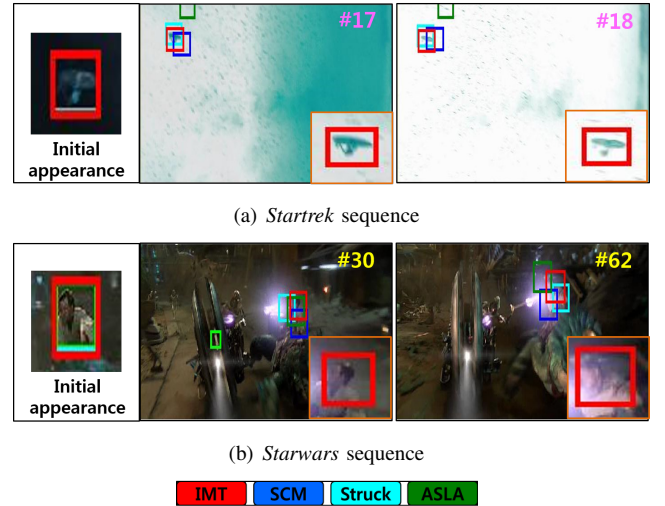 #17
#18
Initial
appearance
(a) Startrek sequence
#30
#62
Initial
appearance
(b) Starwars sequence
IMT SCM Struck ASLA